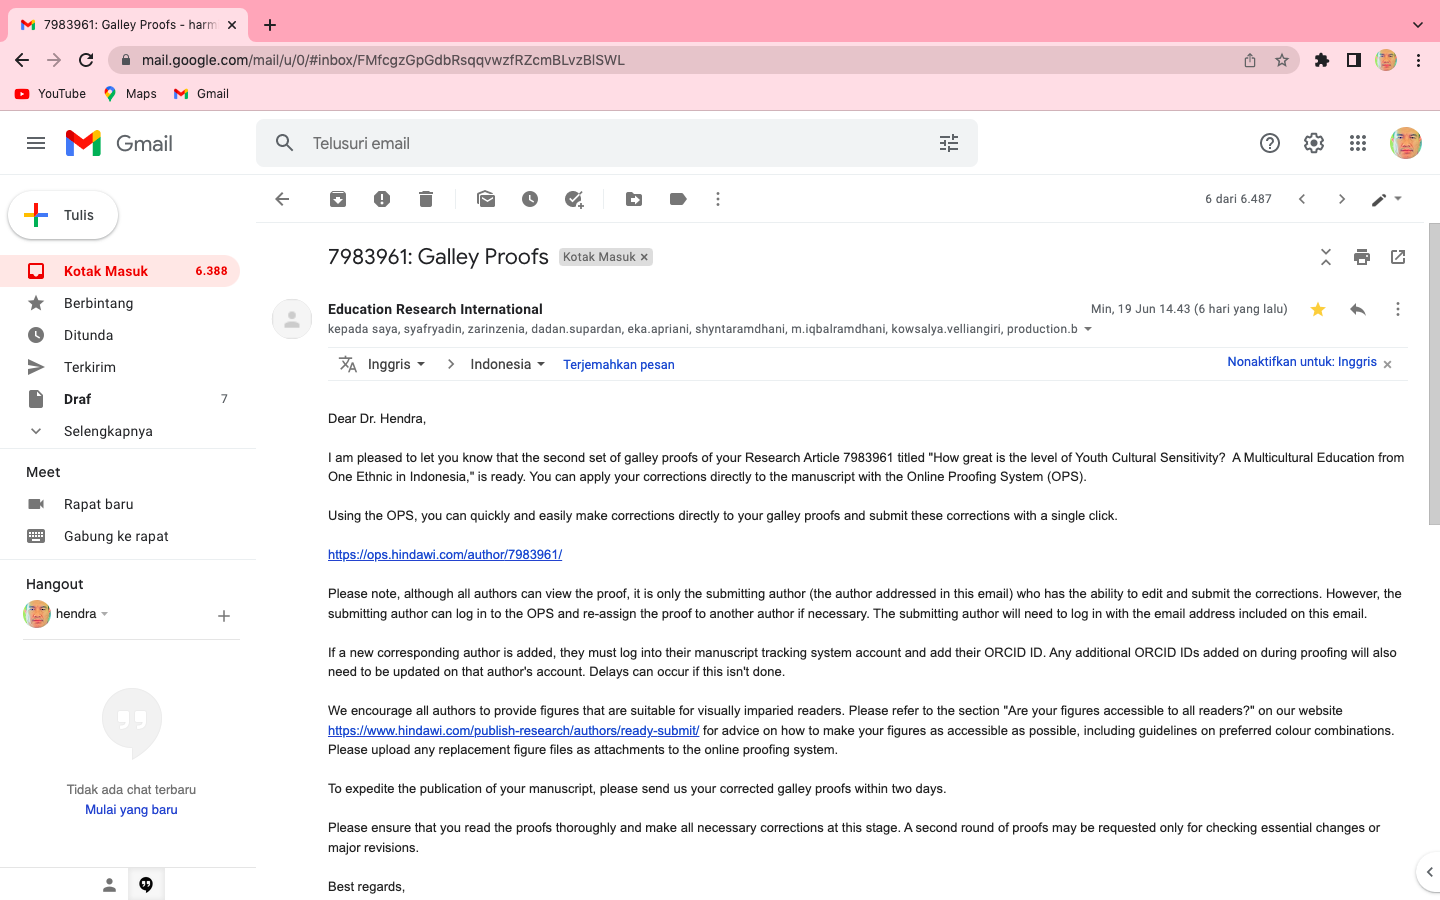 7983961: Galley Proofs - harm
mail.google.com/mail/u/0/#inbox/FMfcgzGpGdbRsqqvwzfRZcmBLvzBlSWL
YouTube Maps Gmail
Gmail
Telusuri email
Tulis
6 dari 6.487
Kotak Masuk 6.388
Berbintang
Ditunda
Terkirim
Draf 7
Selengkapnya
Meet
Rapat baru
Gabung ke rapat
Hangout
hendra
Tidak ada chat terbaru
Mulai yang baru
7983961: Galley Proofs Kotak Masuk ×
Education Research International Min, 19 Jun 14.43 (6 hari yang lalu)
kepada saya, syafryadin, zarinzenia, dadan.supardan, eka.apriani, shyntaramdhani, m.iqbalramdhani, kowsalya.velliangiri, production.b
Inggris Indonesia Terjemahkan pesan Nonaktifkan untuk: Inggris ×
Dear Dr. Hendra,
I am pleased to let you know that the second set of galley proofs of your Research Article 7983961 titled "How great is the level of Youth Cultural Sensitivity?  A Multicultural Education from
One Ethnic in Indonesia," is ready. You can apply your corrections directly to the manuscript with the Online Proofing System (OPS).
Using the OPS, you can quickly and easily make corrections directly to your galley proofs and submit these corrections with a single click.
https://ops.hindawi.com/author/7983961/
Please note, although all authors can view the proof, it is only the submitting author (the author addressed in this email) who has the ability to edit and submit the corrections. However, the
submitting author can log in to the OPS and re-assign the proof to another author if necessary. The submitting author will need to log in with the email address included on this email.
If a new corresponding author is added, they must log into their manuscript tracking system account and add their ORCID ID. Any additional ORCID IDs added on during proofing will also
need to be updated on that author's account. Delays can occur if this isn't done.
We encourage all authors to provide figures that are suitable for visually imparied readers. Please refer to the section "Are your figures accessible to all readers?" on our website
https://www.hindawi.com/publish-research/authors/ready-submit/ for advice on how to make your figures as accessible as possible, including guidelines on preferred colour combinations.
Please upload any replacement figure files as attachments to the online proofing system.
To expedite the publication of your manuscript, please send us your corrected galley proofs within two days.
Please ensure that you read the proofs thoroughly and make all necessary corrections at this stage. A second round of proofs may be requested only for checking essential changes or
major revisions.
Best regards,